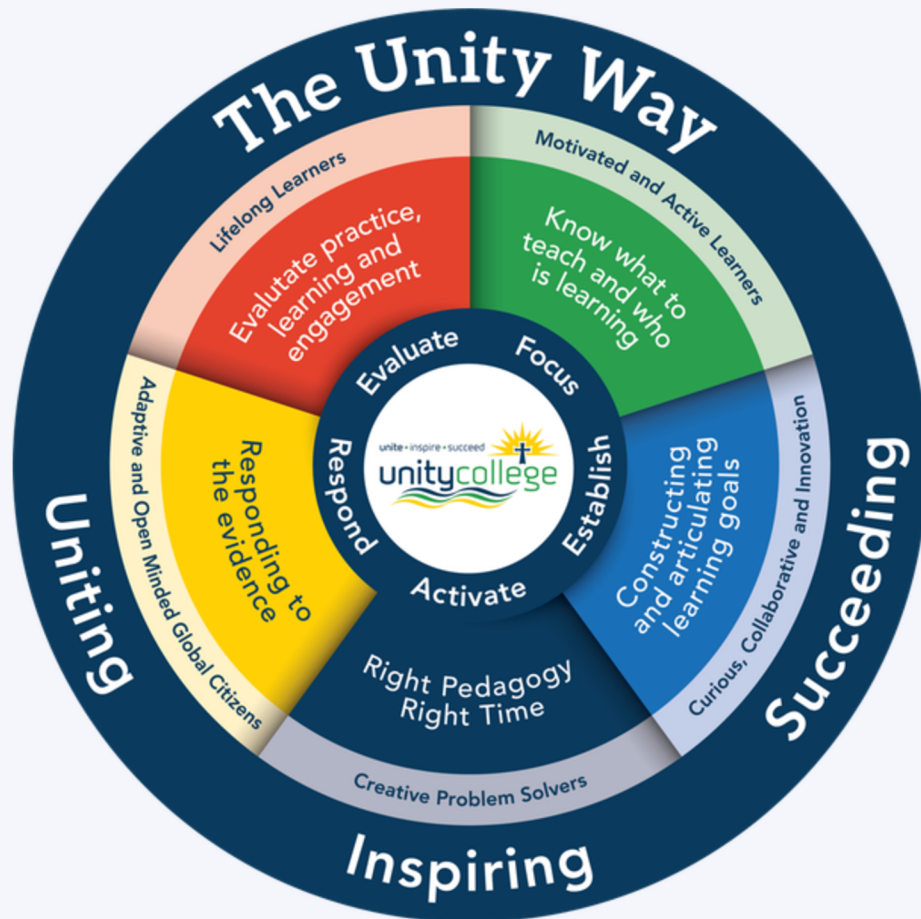 The Unity Way
Motivated and Active Learners
Know what to
teach and who
is learning
Focus
Curious, Collaborative and Innovation
Constructing
and articulating
learning goals
Establish
Succeeding
Creative Problem Solvers
Right Pedagogy
Right Time
Activate
Inspiring
Adaptive and Open Minded Global Citizens
Responding to
the evidence
Respond
Uniting
Lifelong Learners
Evalutate practice,
learning and
engagement
Evaluate
unite • inspire • succeed
unitycollege